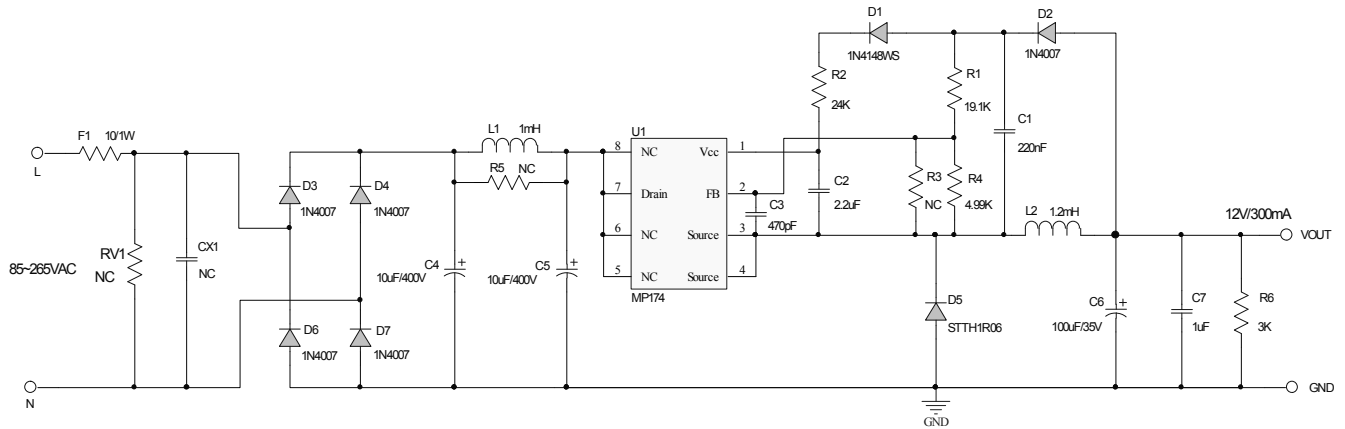 D1
1N4148WS
D2
1N4007
R2
24K
R1
19.1K
C1
220nF
F1 10/1W
L
L1 1mH
R5 NC
U1
8 NC Vcc 1
7 Drain FB 2
6 NC Source 3
5 NC Source 4
MP174
C2
2.2uF
C3
470pF
R3
NC
R4
4.99K
L2 1.2mH
12V/300mA
VOUT
D3
1N4007
D4
1N4007
85~265VAC
RV1
NC
CX1
NC
C4
10uF/400V
C5
10uF/400V
D5
STTH1R06
C6
100uF/35V
C7
1uF
R6
3K
D6
1N4007
D7
1N4007
N
GND
GND